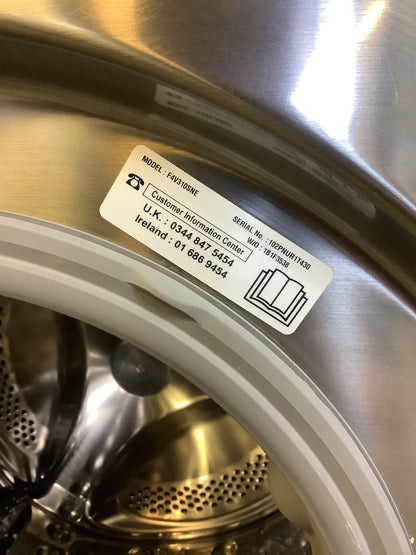 MODEL : F4V310SNE
SERIAL No. : 102PNUR1T430
W/O : 1B1F3538
Customer Information Center
U.K. : 0344 847 5454
Ireland : 01 686 9454